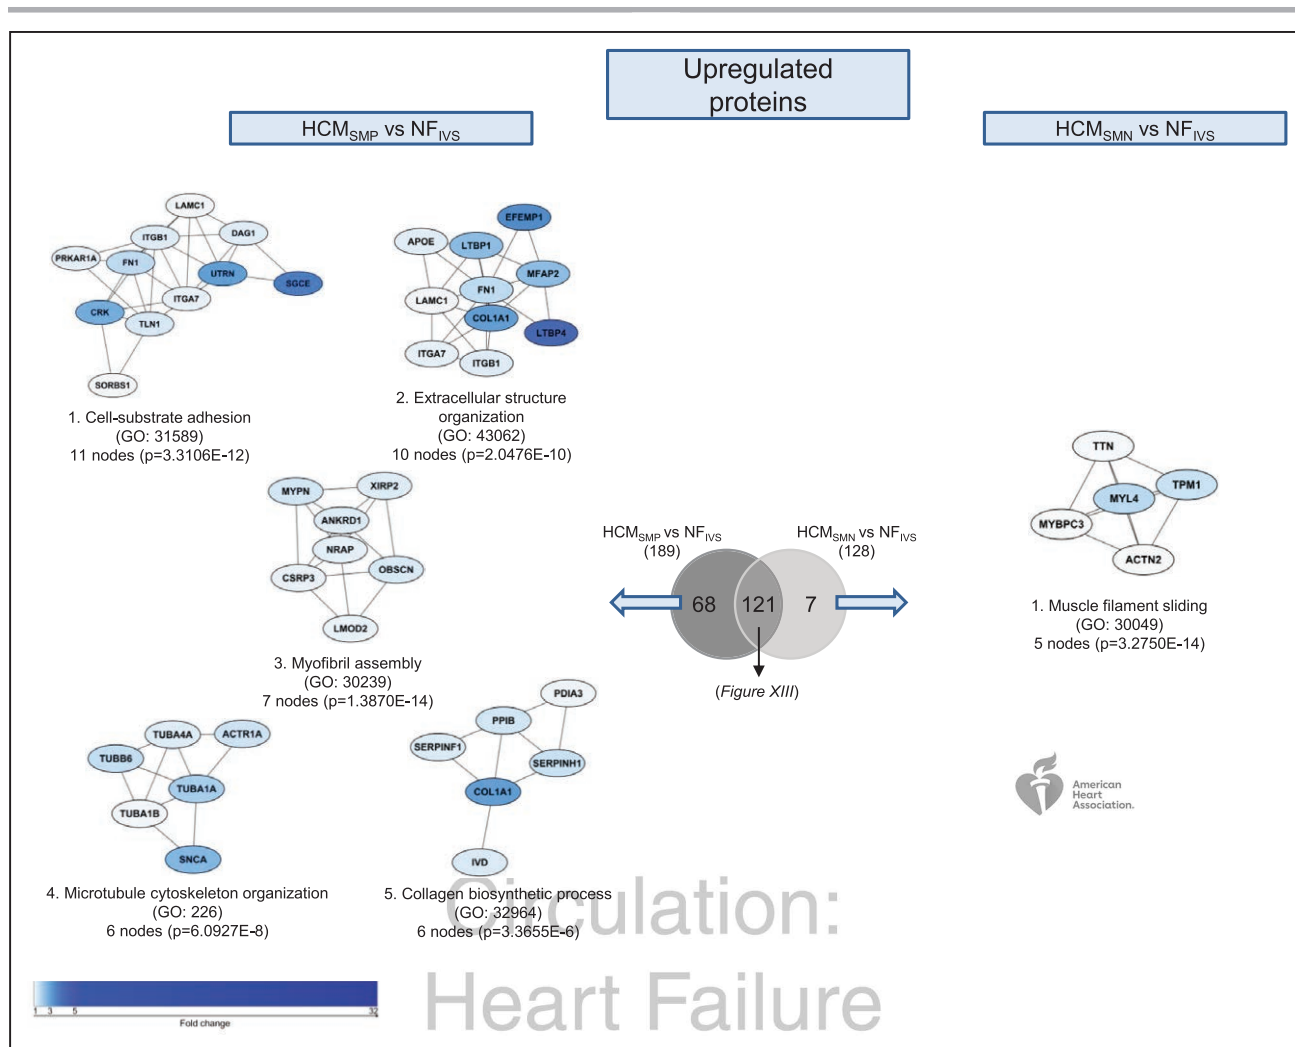 Upregulated
proteins
HCMSMP vs NFIVS
HCMSMN vs NFIVS
LAMC1
ITGB1
DAG1
PRKAR1A
FN1
UTRN
SGCE
ITGA7
CRK
TLN1
SORBS1
1. Cell-substrate adhesion
(GO: 31589)
11 nodes (p=3.3106E-12)
EFEMP1
APOE
LTBP1
MFAP2
FN1
LAMC1
COL1A1
LTBP4
ITGA7
ITGB1
2. Extracellular structure
organization
(GO: 43062)
10 nodes (p=2.0476E-10)
MYPN
XIRP2
ANKRD1
NRAP
CSRP3
OBSCN
LMOD2
3. Myofibril assembly
(GO: 30239)
7 nodes (p=1.3870E-14)
TUBA4A
ACTR1A
TUBB6
TUBA1A
TUBA1B
SNCA
4. Microtubule cytoskeleton organization
(GO: 226)
6 nodes (p=6.0927E-8)
PDIA3
PPIB
SERPINF1
SERPINH1
COL1A1
IVD
5. Collagen biosynthetic process
(GO: 32964)
6 nodes (p=3.3655E-6)
HCMSMP vs NFIVS
(189)
HCMSMN vs NFIVS
(128)
68
121
7
(Figure XIII)
TTN
MYL4
TPM1
MYBPC3
ACTN2
1. Muscle filament sliding
(GO: 30049)
5 nodes (p=3.2750E-14)
American
Heart
Association.
Circulation:
Heart Failure
1 3 5 32
Fold change